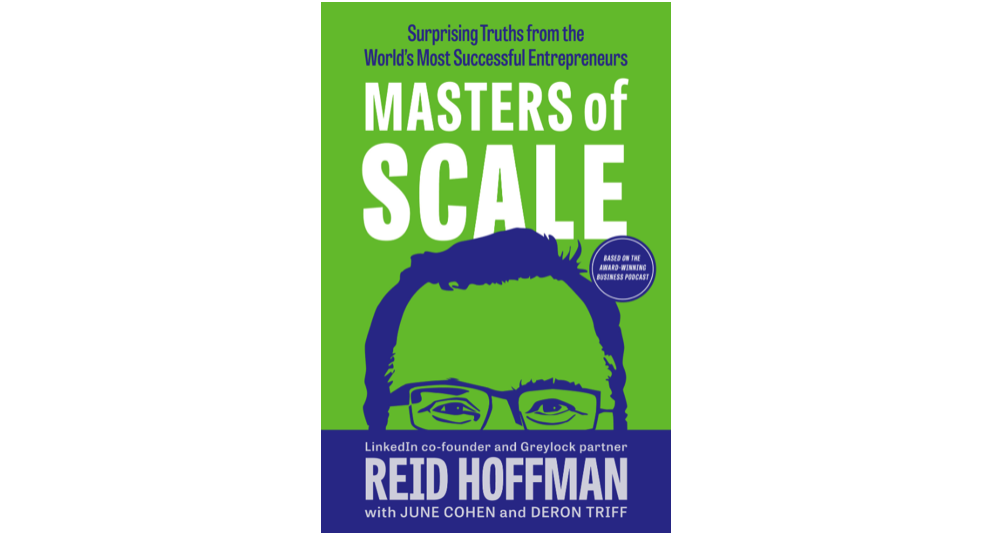 Surprising Truths from the
World's Most Successful Entrepreneurs
MASTERS of
SCALE
BASED ON THE
AWARD-WINNING
BUSINESS PODCAST
LinkedIn co-founder and Greylock partner
REID HOFFMAN
with JUNE COHEN and DERON TRIFF